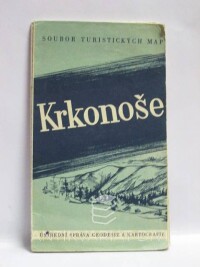 SOUBOR TURISTICKÝCH MAP
Krkonoše
ÚSTŘEDNÍ SPRÁVA GEODESIE A KARTOGRAFIE